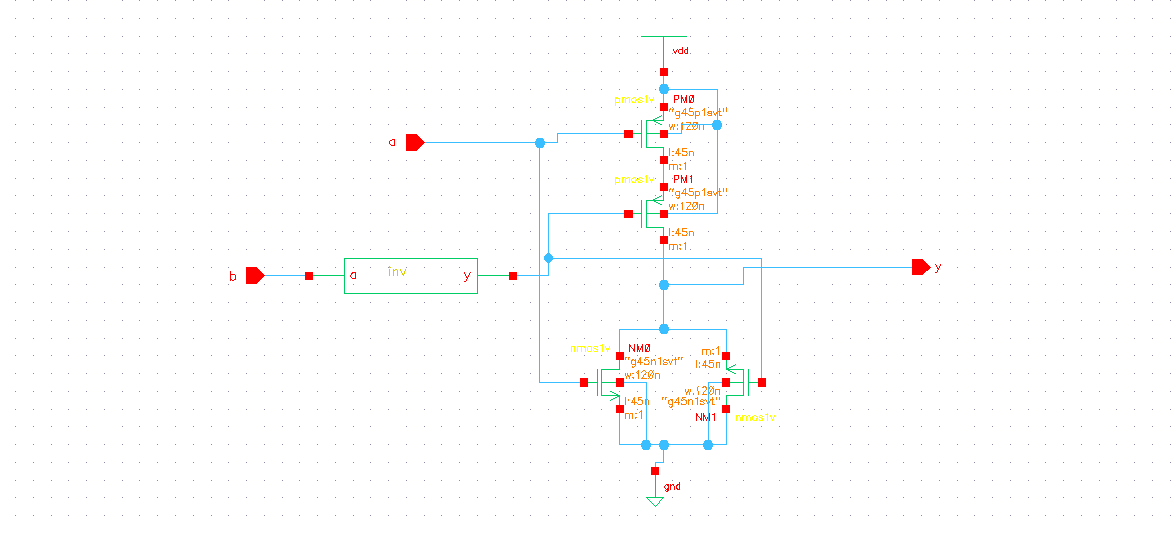 vdd
pmos1v PM0
"g45p1svt"
w:120n
a
l:45n
m:1
pmos1v PM1
"g45p1svt"
w:120n
l:45n
m:1
b
a inv y
y
nmos1v NM0
"g45n1svt"
w:120n
l:45n
m:1
m:1
l:45n
w:120n
"g45n1svt"
NM1 nmos1v
gnd